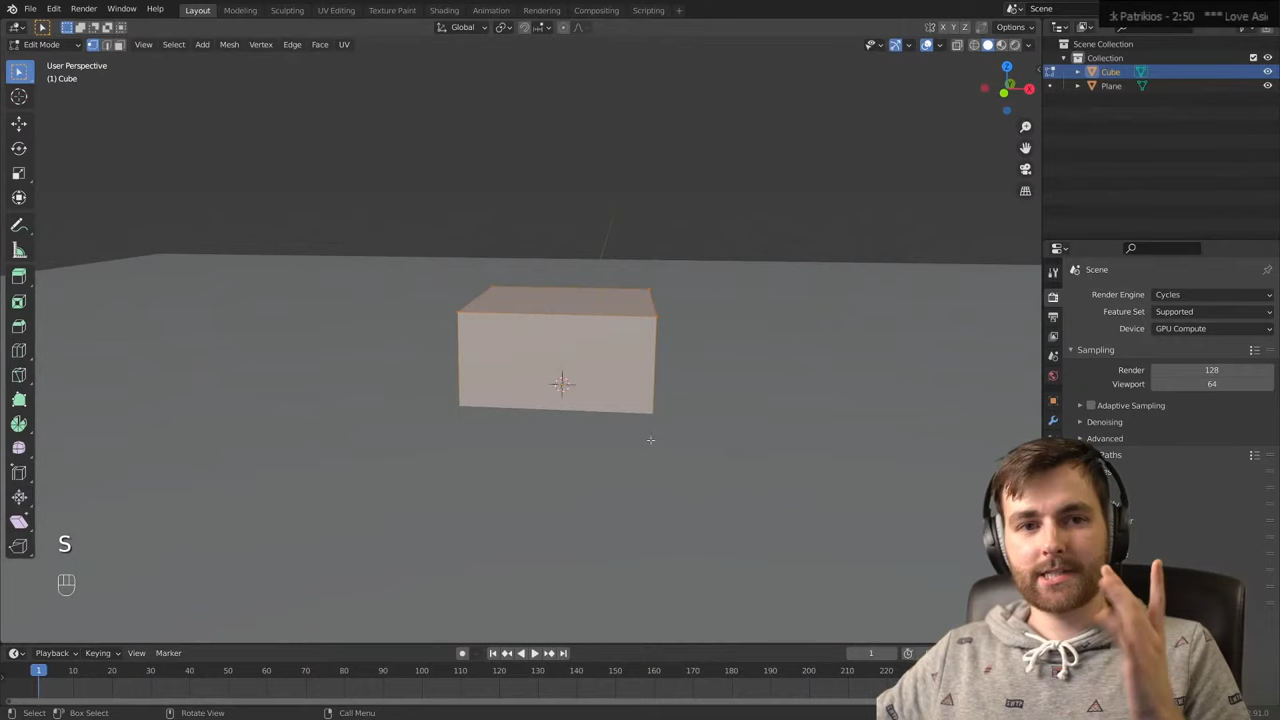 File Edit Render Window Help Layout Modeling Sculpting UV Editing Texture Paint Shading Animation Rendering Compositing Scripting + Scene
k Patrikios - 2:50 *** Love Asi
Global Options
Edit Mode View Select Add Mesh Vertex Edge Face UV X Y Z
Scene Collection
Collection
Cube
Plane
User Perspective
(1) Cube
Z
Y
X
Scene
Render Engine Cycles
Feature Set Supported
Device GPU Compute
Sampling
Render 128
Viewport 64
Adaptive Sampling
Denoising
Advanced
Paths
S
Playback Keying View Marker 1
1 10 20 30 40 50 60 70 80 90 100 110 120 130 140 150 160 170 180 190 200 210 220
Select Box Select Rotate View Call Menu 2.91.0